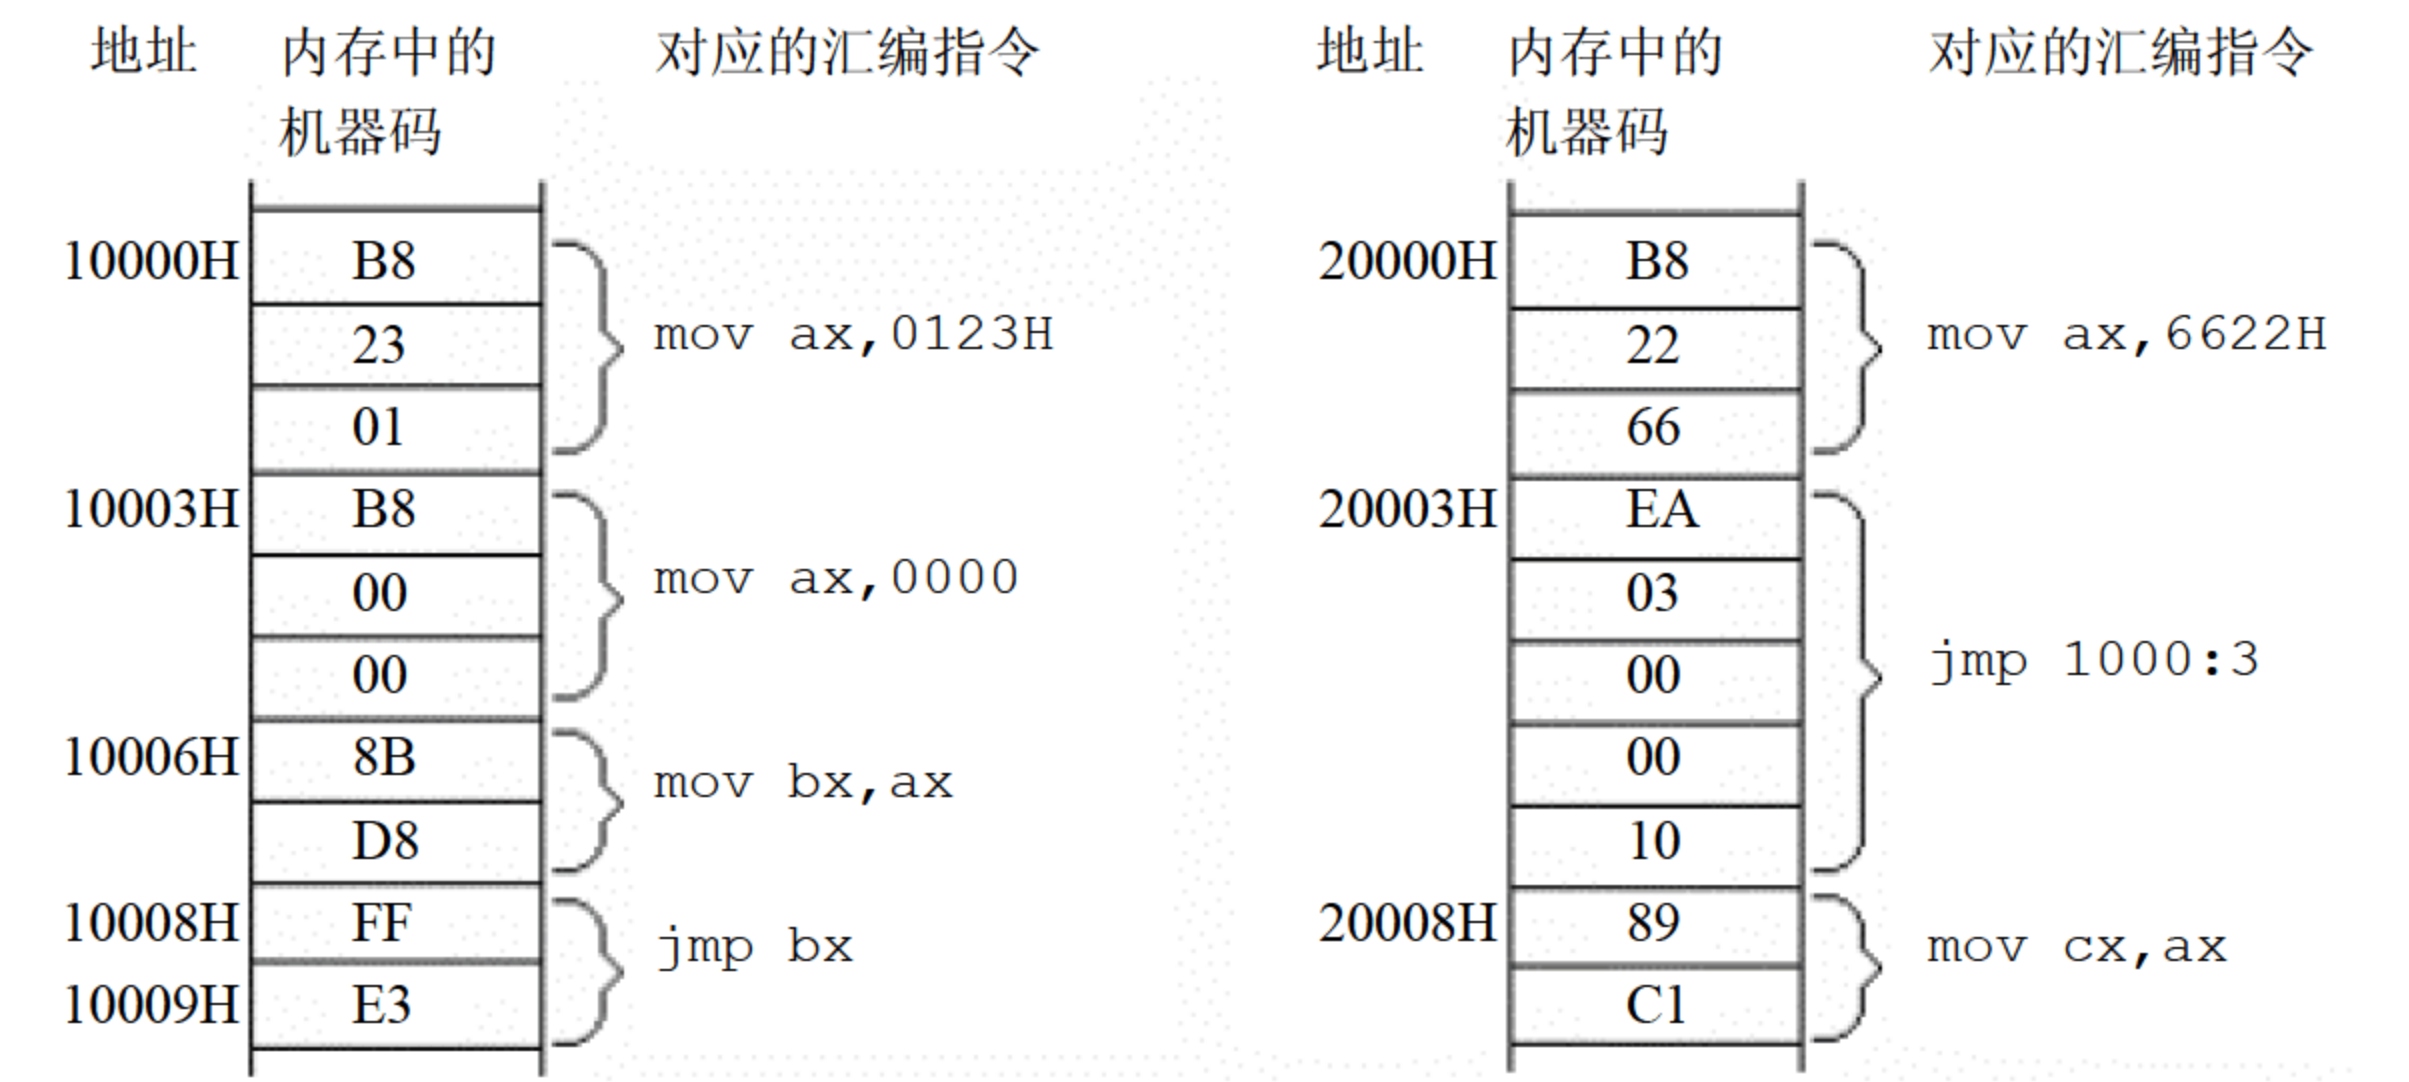 地址 内存中的 对应的汇编指令
机器码
10000H B8
23 mov ax,0123H
01
10003H B8
00 mov ax,0000
00
10006H 8B mov bx,ax
D8
10008H FF jmp bx
10009H E3
地址 内存中的 对应的汇编指令
机器码
20000H B8
22 mov ax,6622H
66
20003H EA
03
00 jmp 1000:3
00
10
20008H 89 mov cx,ax
C1